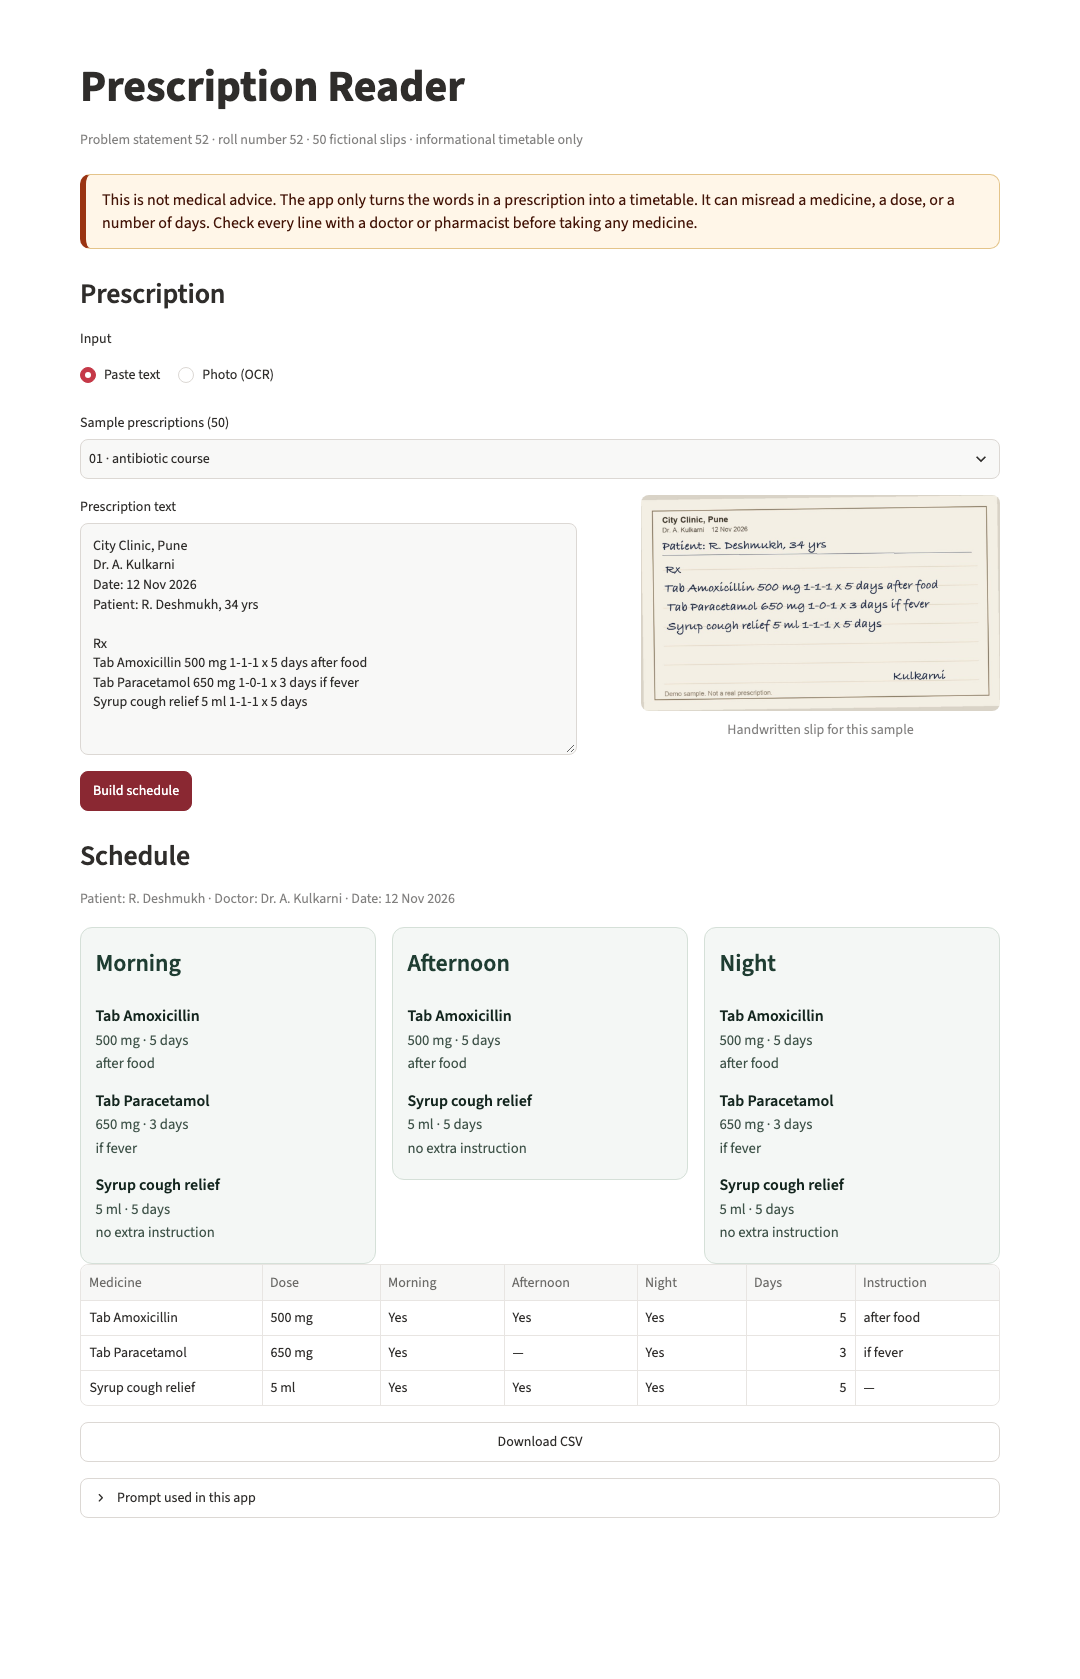 Prescription Reader
Problem statement 52 · roll number 52 · 50 fictional slips · informational timetable only
This is not medical advice. The app only turns the words in a prescription into a timetable. It can misread a medicine, a dose, or a
number of days. Check every line with a doctor or pharmacist before taking any medicine.
Prescription
Input
Paste text Photo (OCR)
Sample prescriptions (50)
01 · antibiotic course
Prescription text
City Clinic, Pune
Dr. A. Kulkarni
Date: 12 Nov 2026
Patient: R. Deshmukh, 34 yrs
Rx
Tab Amoxicillin 500 mg 1-1-1 x 5 days after food
Tab Paracetamol 650 mg 1-0-1 x 3 days if fever
Syrup cough relief 5 ml 1-1-1 x 5 days
City Clinic, Pune
Dr. A. Kulkarni 12 Nov 2026
Patient: R. Deshmukh, 34 yrs
Rx
Tab Amoxicillin 500 mg 1-1-1 x 5 days after food
Tab Paracetamol 650 mg 1-0-1 x 3 days if fever
Syrup cough relief 5 ml 1-1-1 x 5 days
Kulkarni
Demo sample. Not a real prescription.
Handwritten slip for this sample
Build schedule
Schedule
Patient: R. Deshmukh · Doctor: Dr. A. Kulkarni · Date: 12 Nov 2026
Morning
Tab Amoxicillin
500 mg · 5 days
after food
Tab Paracetamol
650 mg · 3 days
if fever
Syrup cough relief
5 ml · 5 days
no extra instruction
Afternoon
Tab Amoxicillin
500 mg · 5 days
after food
Syrup cough relief
5 ml · 5 days
no extra instruction
Night
Tab Amoxicillin
500 mg · 5 days
after food
Tab Paracetamol
650 mg · 3 days
if fever
Syrup cough relief
5 ml · 5 days
no extra instruction
Medicine Dose Morning Afternoon Night Days Instruction
Tab Amoxicillin 500 mg Yes Yes Yes 5 after food
Tab Paracetamol 650 mg Yes — Yes 3 if fever
Syrup cough relief 5 ml Yes Yes Yes 5 —
Download CSV
Prompt used in this app